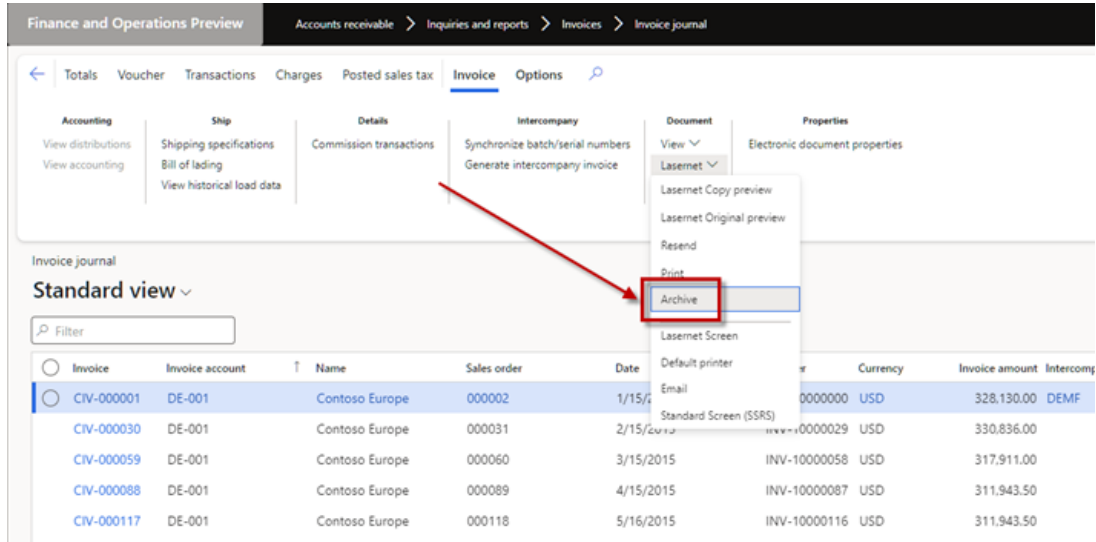 Finance and Operations Preview
Accounts receivable > Inquiries and reports > Invoices > Invoice journal
Totals Voucher Transactions Charges Posted sales tax Invoice Options
Accounting Ship Details Intercompany Document Properties
View distributions Shipping specifications Commission transactions Synchronize batch/serial numbers View Electronic document properties
View accounting Bill of lading Generate intercompany invoice Lasernet
View historical load data
Lasernet Copy preview
Lasernet Original preview
Resend
Print
Archive
Lasernet Screen
Default printer
Email
Standard Screen (SSRS)
Invoice journal
Standard view
Filter
Invoice Invoice account ↑ Name Sales order Date Currency Invoice amount Intercomp
CIV-000001 DE-001 Contoso Europe 000002 USD 328,130.00 DEMF
CIV-000030 DE-001 Contoso Europe 000031 2/15/2015 INV-10000029 USD 330,836.00
CIV-000059 DE-001 Contoso Europe 000060 3/15/2015 INV-10000058 USD 317,911.00
CIV-000088 DE-001 Contoso Europe 000089 4/15/2015 INV-10000087 USD 311,943.50
CIV-000117 DE-001 Contoso Europe 000118 5/16/2015 INV-10000116 USD 311,943.50